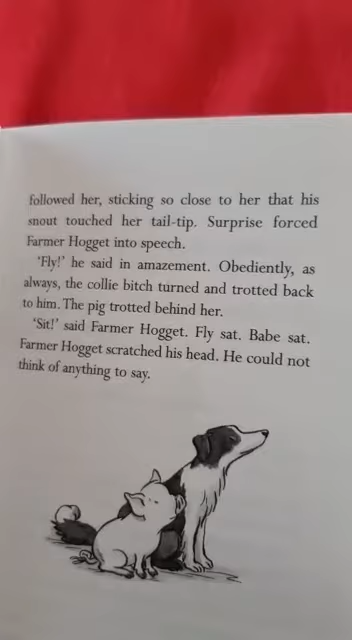 followed her, sticking so close to her that his
snout touched her tail-tip. Surprise forced
Farmer Hogget into speech.
‘Fly!’ he said in amazement. Obediently, as
always, the collie bitch turned and trotted back
to him. The pig trotted behind her.
‘Sit!’ said Farmer Hogget. Fly sat. Babe sat.
Farmer Hogget scratched his head. He could not
think of anything to say.